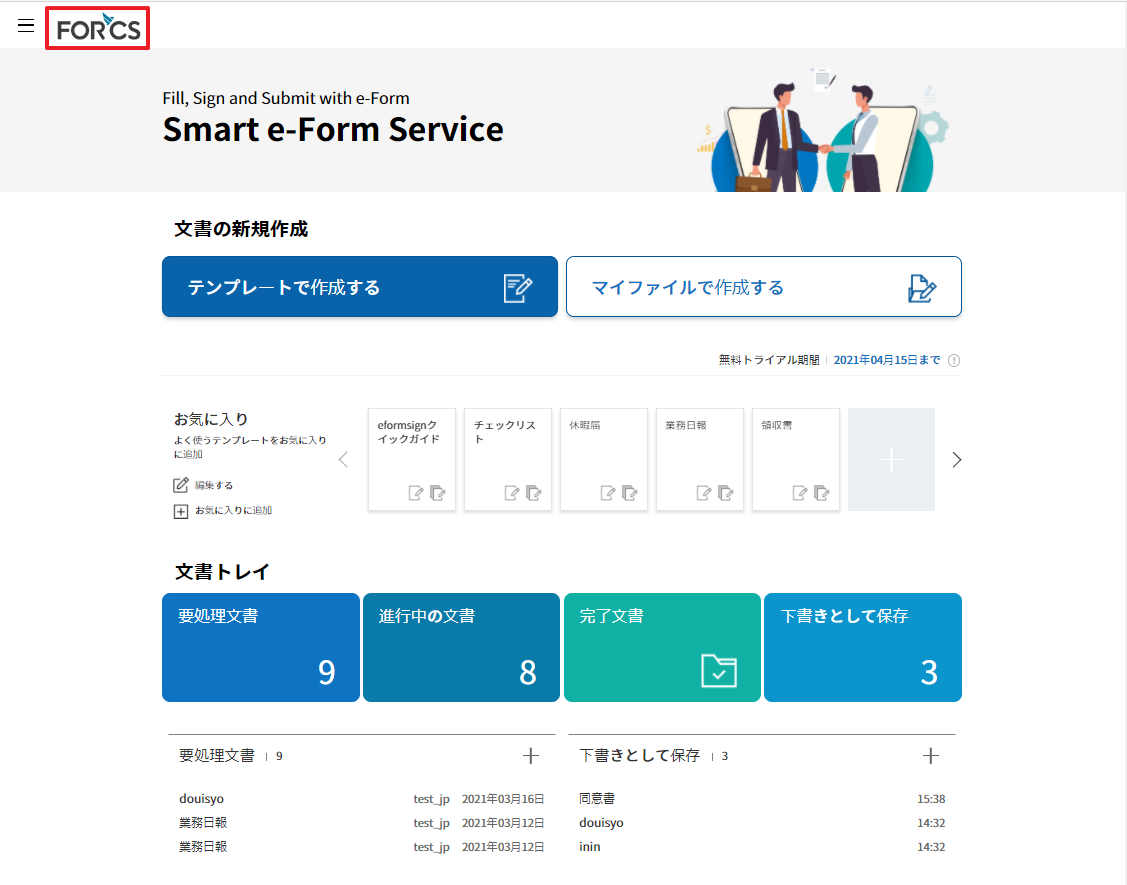 FORCS
Fill, Sign and Submit with e-Form
Smart e-Form Service
文書の新規作成
テンプレートで作成する
マイファイルで作成する
無料トライアル期間 | 2021年04月15日まで
お気に入り
よく使うテンプレートをお気に入り
に追加
編集する
お気に入りに追加
eformsignク
イックガイド
チェックリス
ト
休暇届
業務日報
領収書
文書トレイ
要処理文書
9
進行中の文書
8
完了文書
下書きとして保存
3
要処理文書 | 9
douisyo test_jp 2021年03月16日
業務日報 test_jp 2021年03月12日
業務日報 test_jp 2021年03月12日
下書きとして保存 | 3
同意書 15:38
douisyo 14:32
inin 14:32